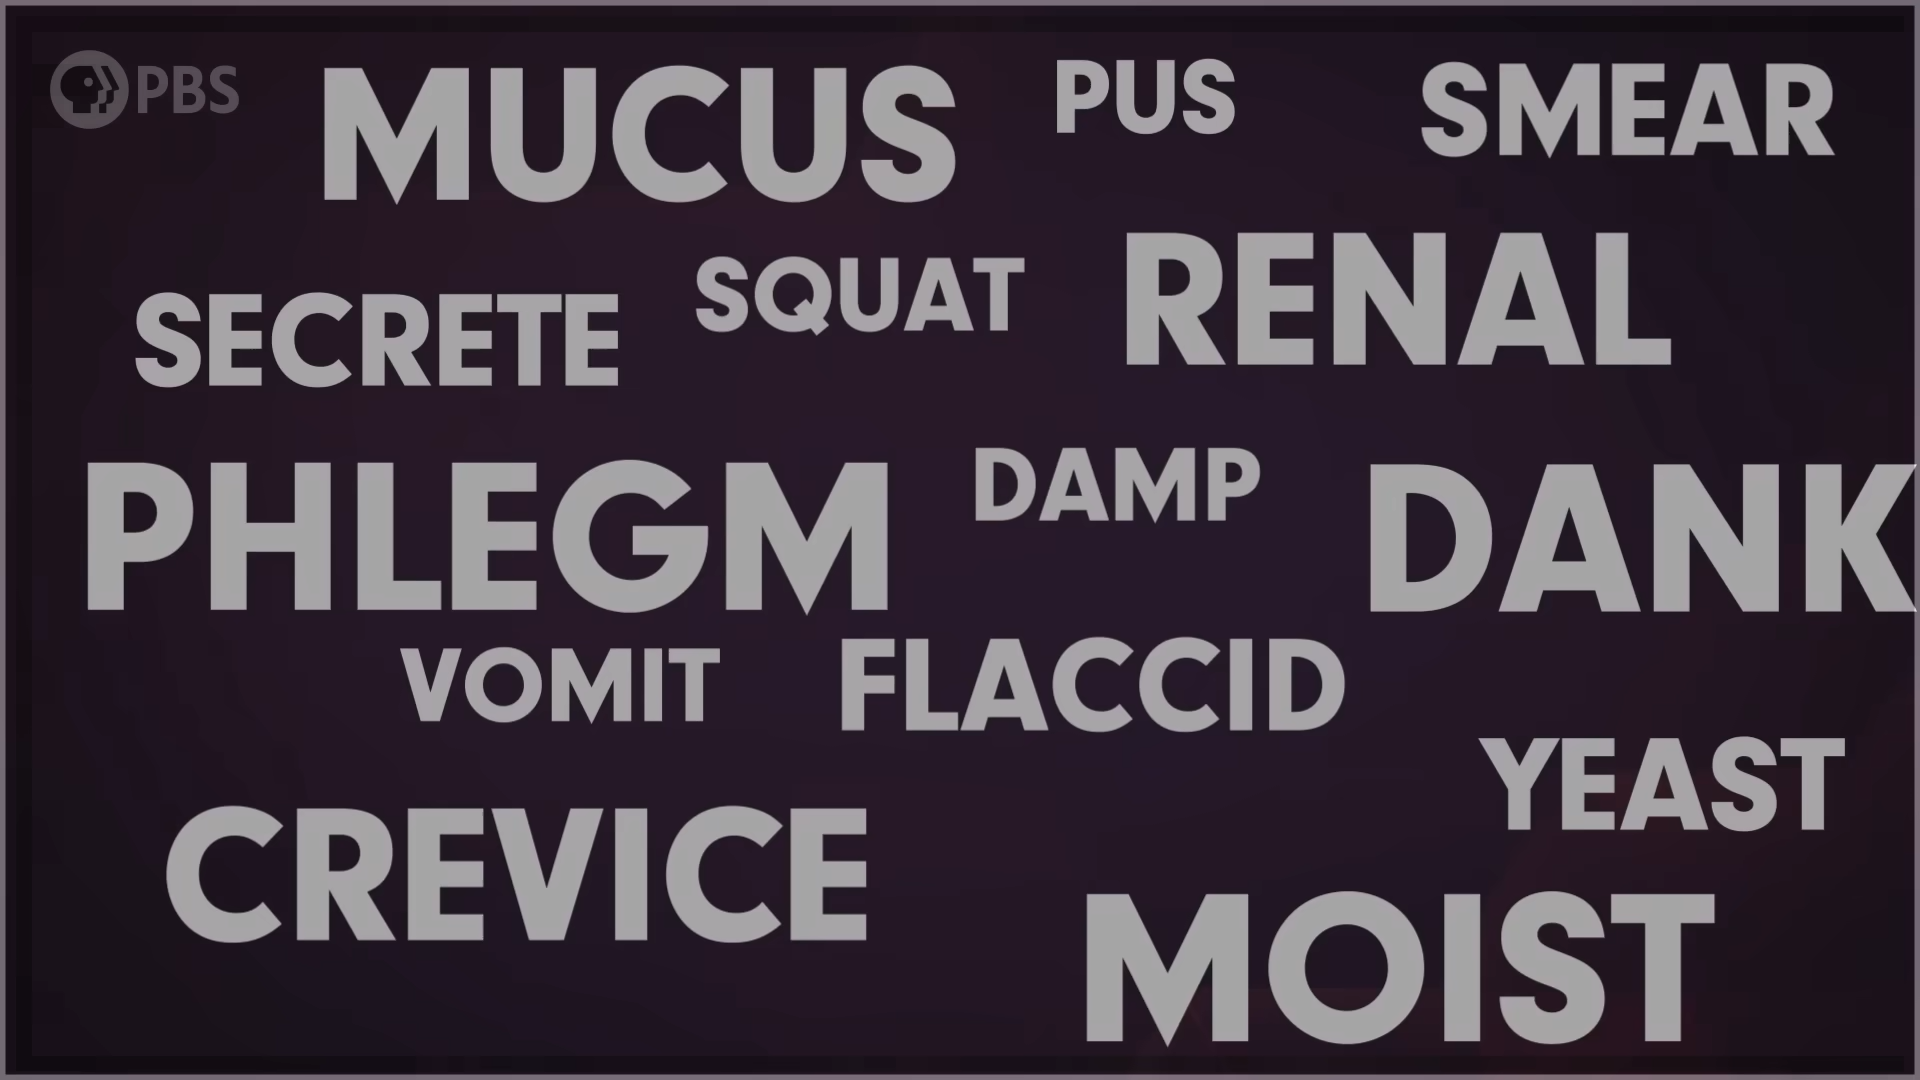 PBS
MUCUS
PUS
SMEAR
SECRETE
SQUAT
RENAL
PHLEGM
DAMP
DANK
VOMIT
FLACCID
YEAST
CREVICE
MOIST